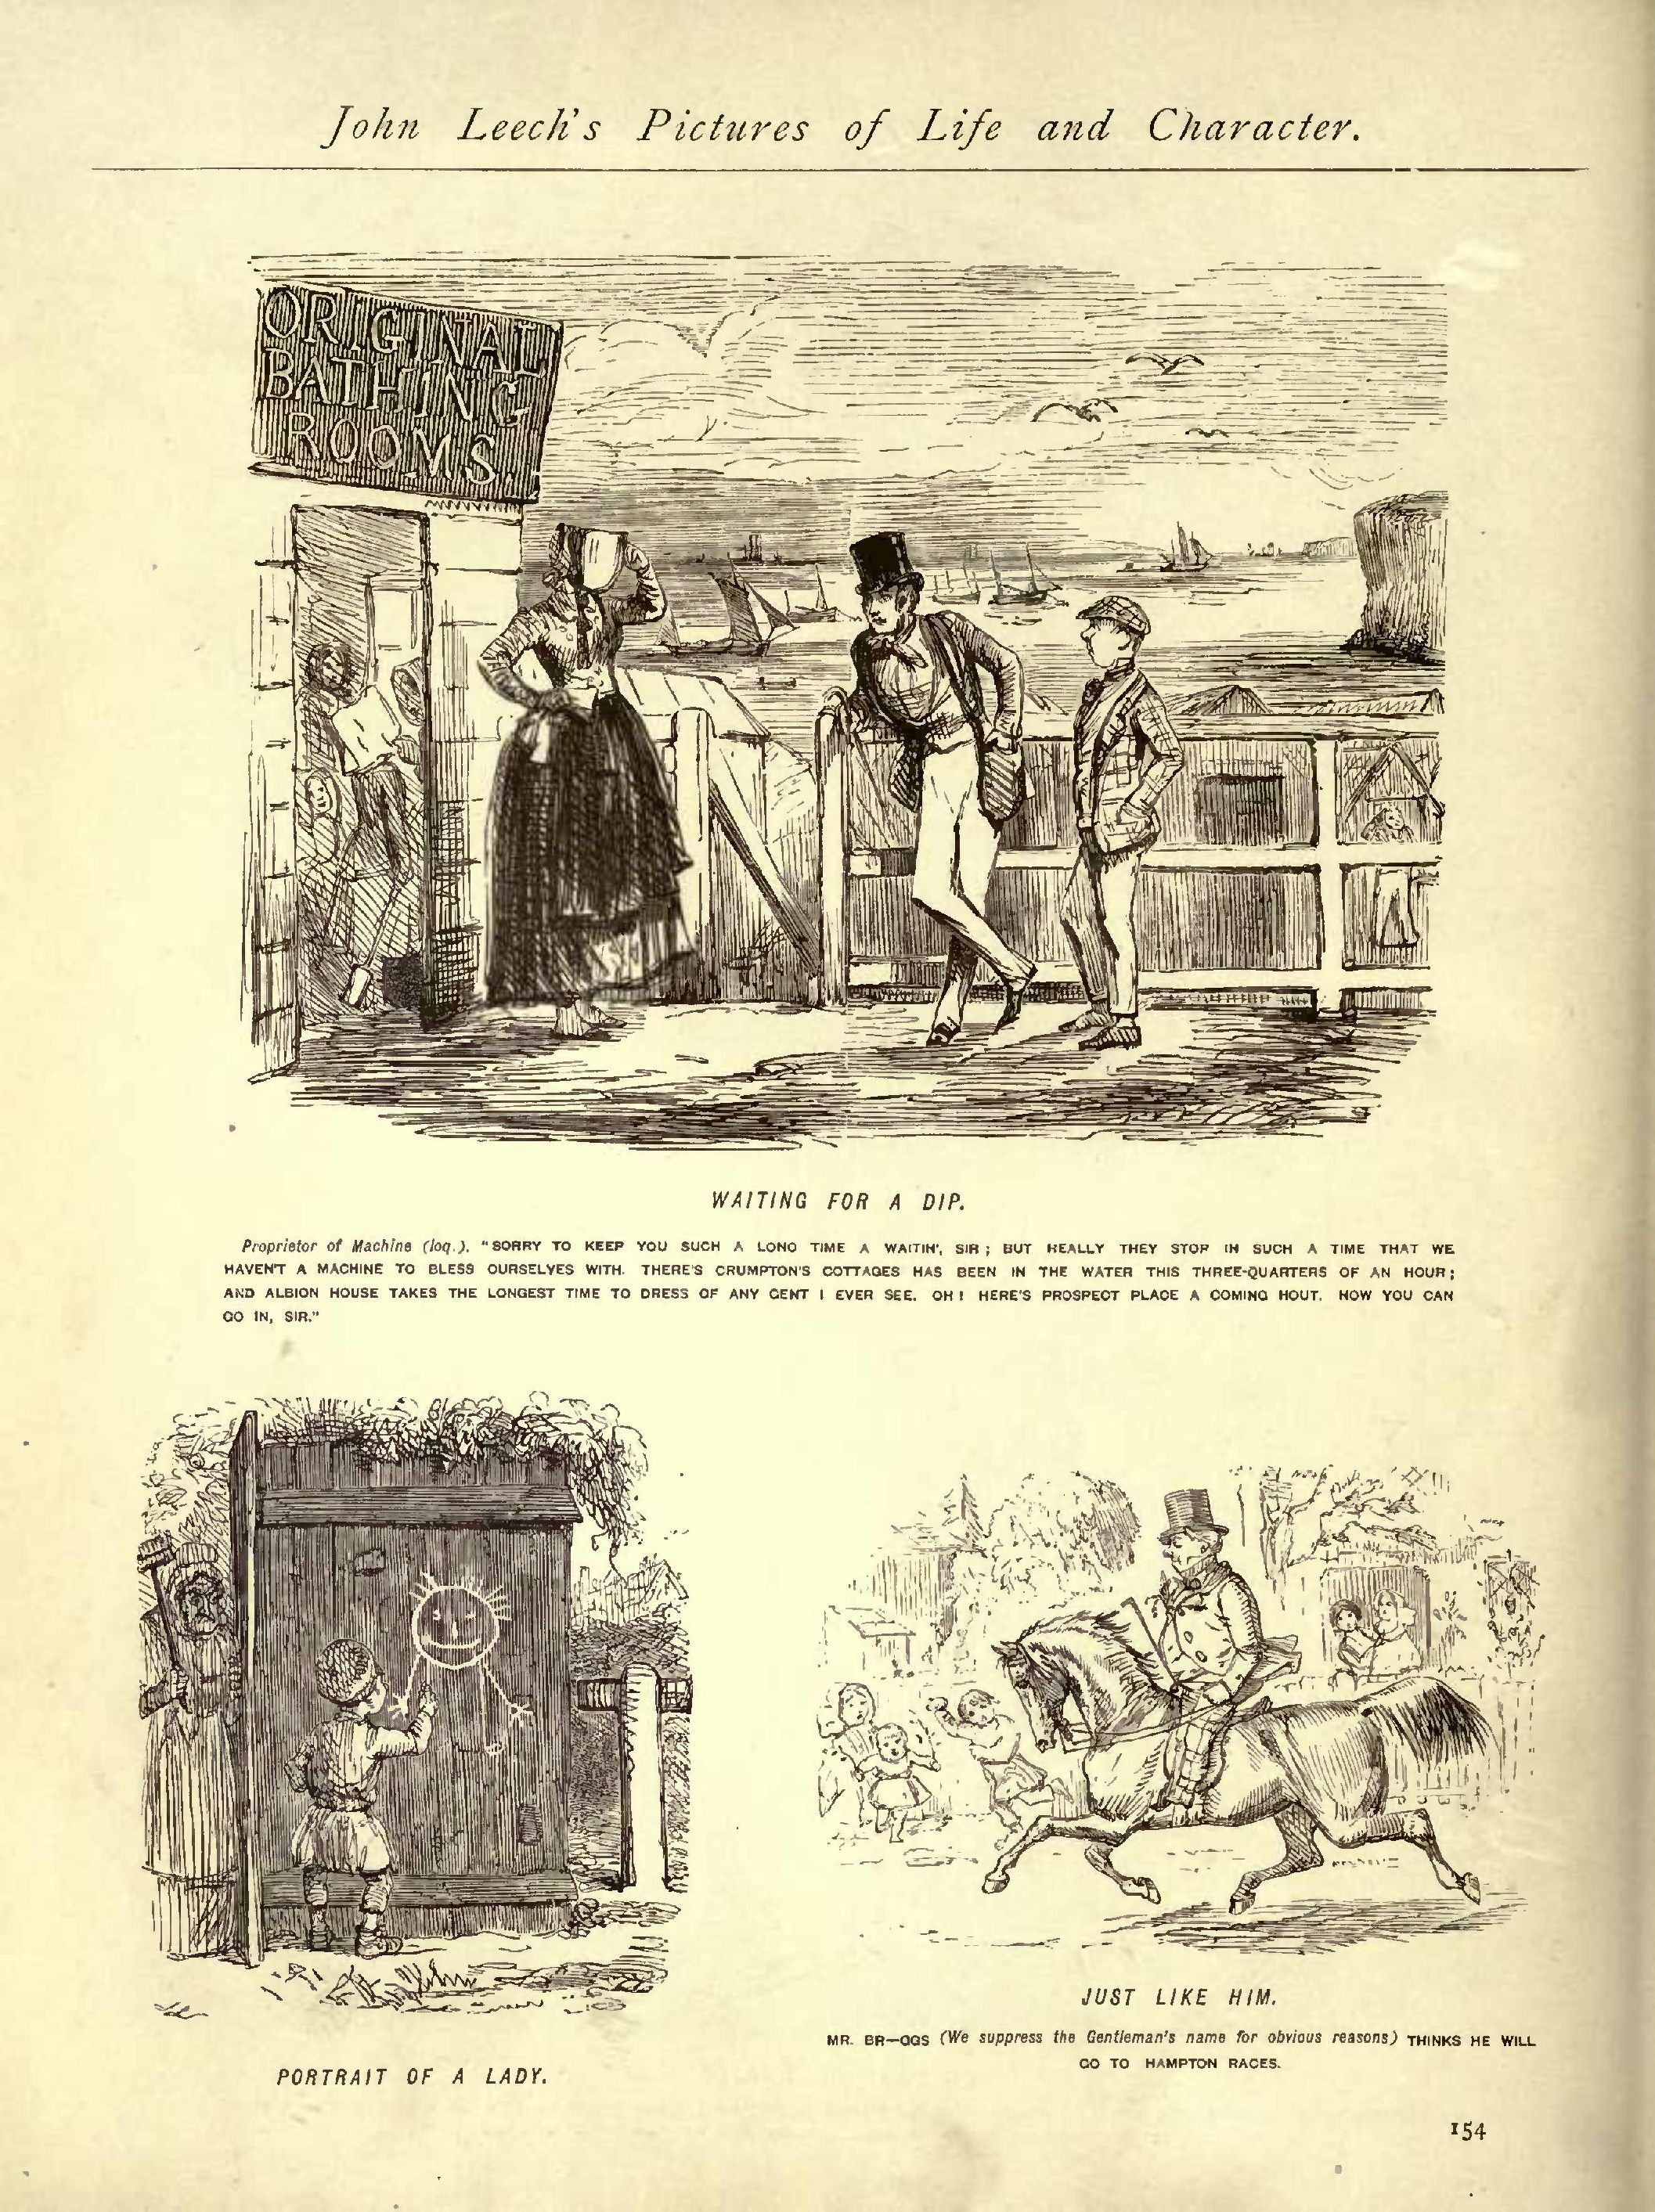 John Leech's Pictures of Life and Character.
ORIGINAL
BATHING
ROOMS
WAITING FOR A DIP.
Proprietor of Machine (loq.). "SORRY TO KEEP YOU SUCH A LONG TIME A WAITIN', SIR; BUT REALLY THEY STOP IN SUCH A TIME THAT WE
HAVEN'T A MACHINE TO BLESS OURSELVES WITH. THERE'S CRUMPTON'S COTTAGES HAS BEEN IN THE WATER THIS THREE-QUARTERS OF AN HOUR;
AND ALBION HOUSE TAKES THE LONGEST TIME TO DRESS OF ANY GENT I EVER SEE. OH! HERE'S PROSPECT PLACE A COMING HOUT. NOW YOU CAN
GO IN, SIR."
PORTRAIT OF A LADY.
JUST LIKE HIM.
MR. BR—GGS (We suppress the Gentleman's name for obvious reasons) THINKS HE WILL
GO TO HAMPTON RACES.
154